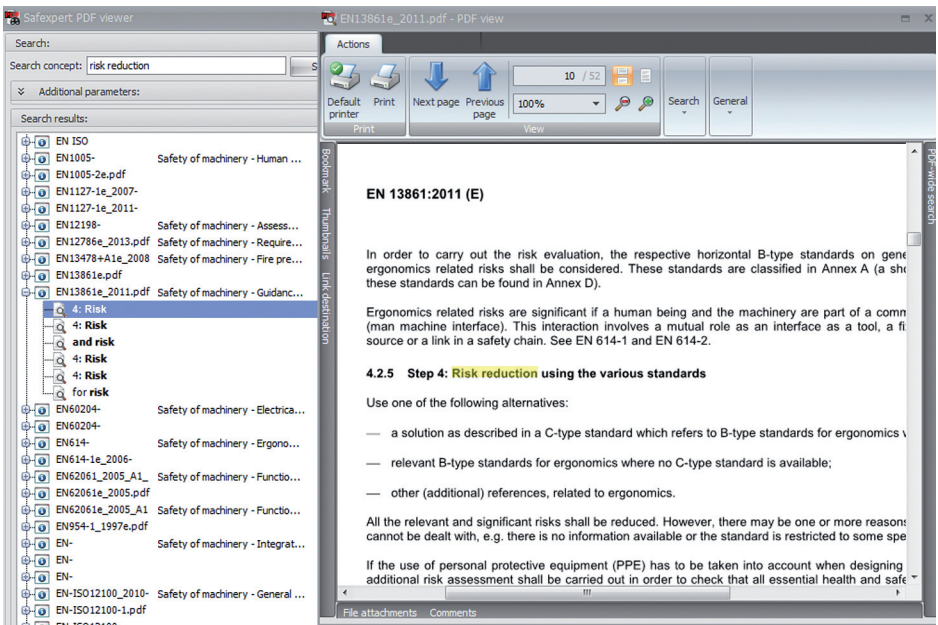 Safexpert PDF viewer
Search:
Search concept: risk reduction S
Additional parameters:
Search results:
EN ISO
EN1005- Safety of machinery - Human ...
EN1005-2e.pdf
EN1127-1e_2007-
EN1127-1e_2011-
EN12198- Safety of machinery - Assess...
EN12786e_2013.pdf Safety of machinery - Require...
EN13478+A1e_2008 Safety of machinery - Fire pre...
EN13861e.pdf
EN13861e_2011.pdf Safety of machinery - Guidanc...
4: Risk
4: Risk
and risk
4: Risk
4: Risk
for risk
EN60204- Safety of machinery - Electrica...
EN60204-
EN614- Safety of machinery - Ergono...
EN614-1e_2006-
EN62061_2005_A1_ Safety of machinery - Functio...
EN62061e_2005.pdf
EN62061e_2005_A1 Safety of machinery - Functio...
EN954-1_1997e.pdf
EN- Safety of machinery - Integrat...
EN-
EN-
EN-ISO12100_2010- Safety of machinery - General ...
EN-ISO12100-1.pdf
EN13861e_2011.pdf - PDF view
Actions
10 / 52
Default printer
Print
Next page
Previous page
100%
Search
General
Print
View
Bookmark
Thumbnails
Link destination
PDF-wide search
EN 13861:2011 (E)
In order to carry out the risk evaluation, the respective horizontal B-type standards on gene
ergonomics related risks shall be considered. These standards are classified in Annex A (a sho
these standards can be found in Annex D).
Ergonomics related risks are significant if a human being and the machinery are part of a comm
(man machine interface). This interaction involves a mutual role as an interface as a tool, a fi
source or a link in a safety chain. See EN 614-1 and EN 614-2.
4.2.5 Step 4: Risk reduction using the various standards
Use one of the following alternatives:
— a solution as described in a C-type standard which refers to B-type standards for ergonomics
— relevant B-type standards for ergonomics where no C-type standard is available;
— other (additional) references, related to ergonomics.
All the relevant and significant risks shall be reduced. However, there may be one or more reasons
cannot be dealt with, e.g. there is no information available or the standard is restricted to some spe
If the use of personal protective equipment (PPE) has to be taken into account when designing
additional risk assessment shall be carried out in order to check that all essential health and safe
File attachments Comments